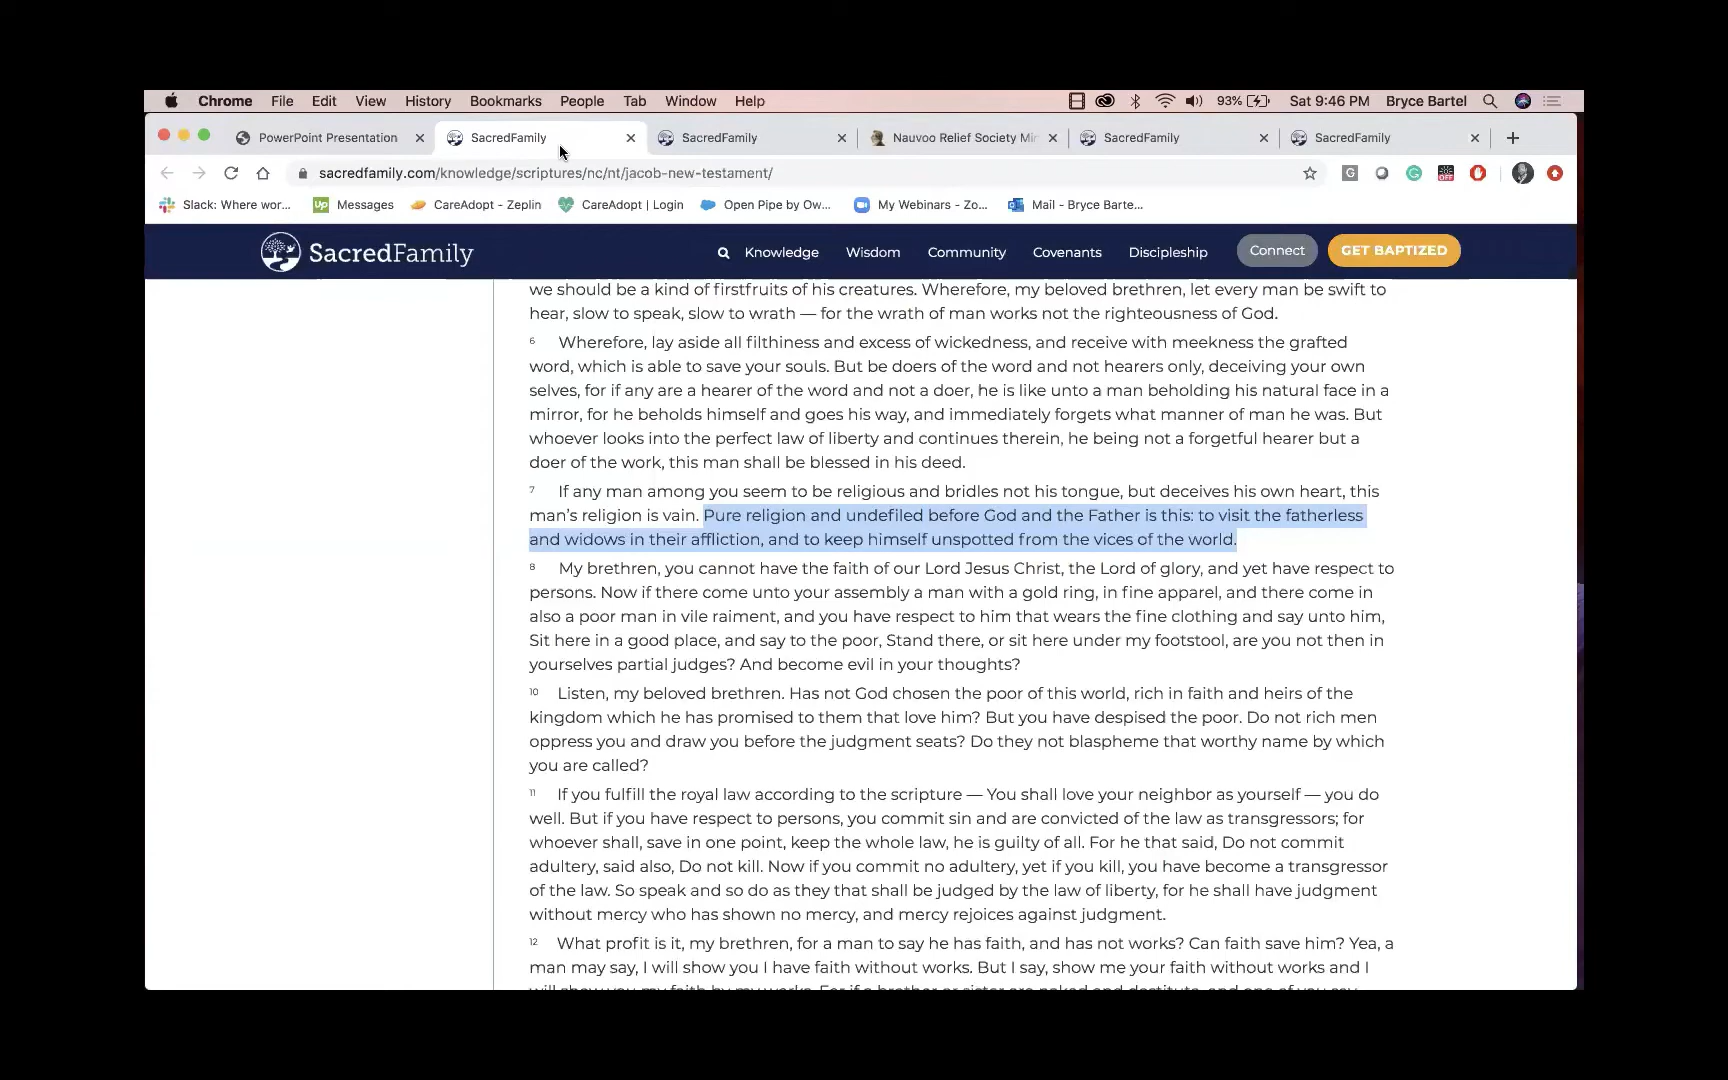 Chrome File Edit View History Bookmarks People Tab Window Help 93% Sat 9:46 PM Bryce Bartel
PowerPoint Presentation SacredFamily SacredFamily Nauvoo Relief Society Mi SacredFamily SacredFamily
sacredfamily.com/knowledge/scriptures/nc/nt/jacob-new-testament/
Slack: Where wor... Up Messages CareAdopt - Zeplin CareAdopt | Login Open Pipe by Ow... My Webinars - Zo... Mail - Bryce Barte...
SacredFamily Knowledge Wisdom Community Covenants Discipleship Connect GET BAPTIZED
we should be a kind of firstfruits of his creatures. Wherefore, my beloved brethren, let every man be swift to
hear, slow to speak, slow to wrath — for the wrath of man works not the righteousness of God.
6 Wherefore, lay aside all filthiness and excess of wickedness, and receive with meekness the grafted
word, which is able to save your souls. But be doers of the word and not hearers only, deceiving your own
selves, for if any are a hearer of the word and not a doer, he is like unto a man beholding his natural face in a
mirror, for he beholds himself and goes his way, and immediately forgets what manner of man he was. But
whoever looks into the perfect law of liberty and continues therein, he being not a forgetful hearer but a
doer of the work, this man shall be blessed in his deed.
7 If any man among you seem to be religious and bridles not his tongue, but deceives his own heart, this
man's religion is vain. Pure religion and undefiled before God and the Father is this: to visit the fatherless
and widows in their affliction, and to keep himself unspotted from the vices of the world.
8 My brethren, you cannot have the faith of our Lord Jesus Christ, the Lord of glory, and yet have respect to
persons. Now if there come unto your assembly a man with a gold ring, in fine apparel, and there come in
also a poor man in vile raiment, and you have respect to him that wears the fine clothing and say unto him,
Sit here in a good place, and say to the poor, Stand there, or sit here under my footstool, are you not then in
yourselves partial judges? And become evil in your thoughts?
10 Listen, my beloved brethren. Has not God chosen the poor of this world, rich in faith and heirs of the
kingdom which he has promised to them that love him? But you have despised the poor. Do not rich men
oppress you and draw you before the judgment seats? Do they not blaspheme that worthy name by which
you are called?
11 If you fulfill the royal law according to the scripture — You shall love your neighbor as yourself — you do
well. But if you have respect to persons, you commit sin and are convicted of the law as transgressors; for
whoever shall, save in one point, keep the whole law, he is guilty of all. For he that said, Do not commit
adultery, said also, Do not kill. Now if you commit no adultery, yet if you kill, you have become a transgressor
of the law. So speak and so do as they that shall be judged by the law of liberty, for he shall have judgment
without mercy who has shown no mercy, and mercy rejoices against judgment.
12 What profit is it, my brethren, for a man to say he has faith, and has not works? Can faith save him? Yea, a
man may say, I will show you I have faith without works. But I say, show me your faith without works and I